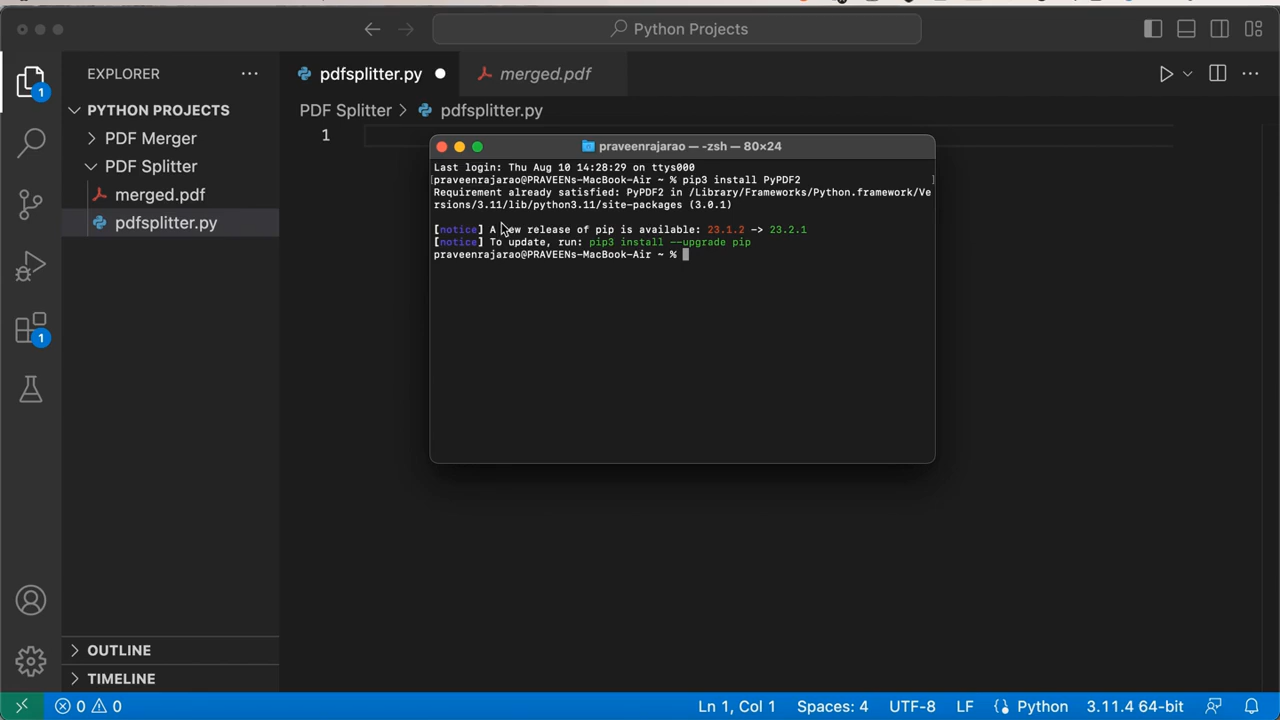 Python Projects
EXPLORER
pdfsplitter.py
merged.pdf
PYTHON PROJECTS
PDF Merger
PDF Splitter
merged.pdf
pdfsplitter.py
PDF Splitter > pdfsplitter.py
1
praveenrajarao — -zsh — 80×24
Last login: Thu Aug 10 14:28:29 on ttys000
[praveenrajarao@PRAVEENs-MacBook-Air ~ % pip3 install PyPDF2 ]
Requirement already satisfied: PyPDF2 in /Library/Frameworks/Python.framework/Ve
rsions/3.11/lib/python3.11/site-packages (3.0.1)
[notice] A new release of pip is available: 23.1.2 -> 23.2.1
[notice] To update, run: pip3 install --upgrade pip
praveenrajarao@PRAVEENs-MacBook-Air ~ %
1
1
OUTLINE
TIMELINE
0 0
Ln 1, Col 1 Spaces: 4 UTF-8 LF Python 3.11.4 64-bit